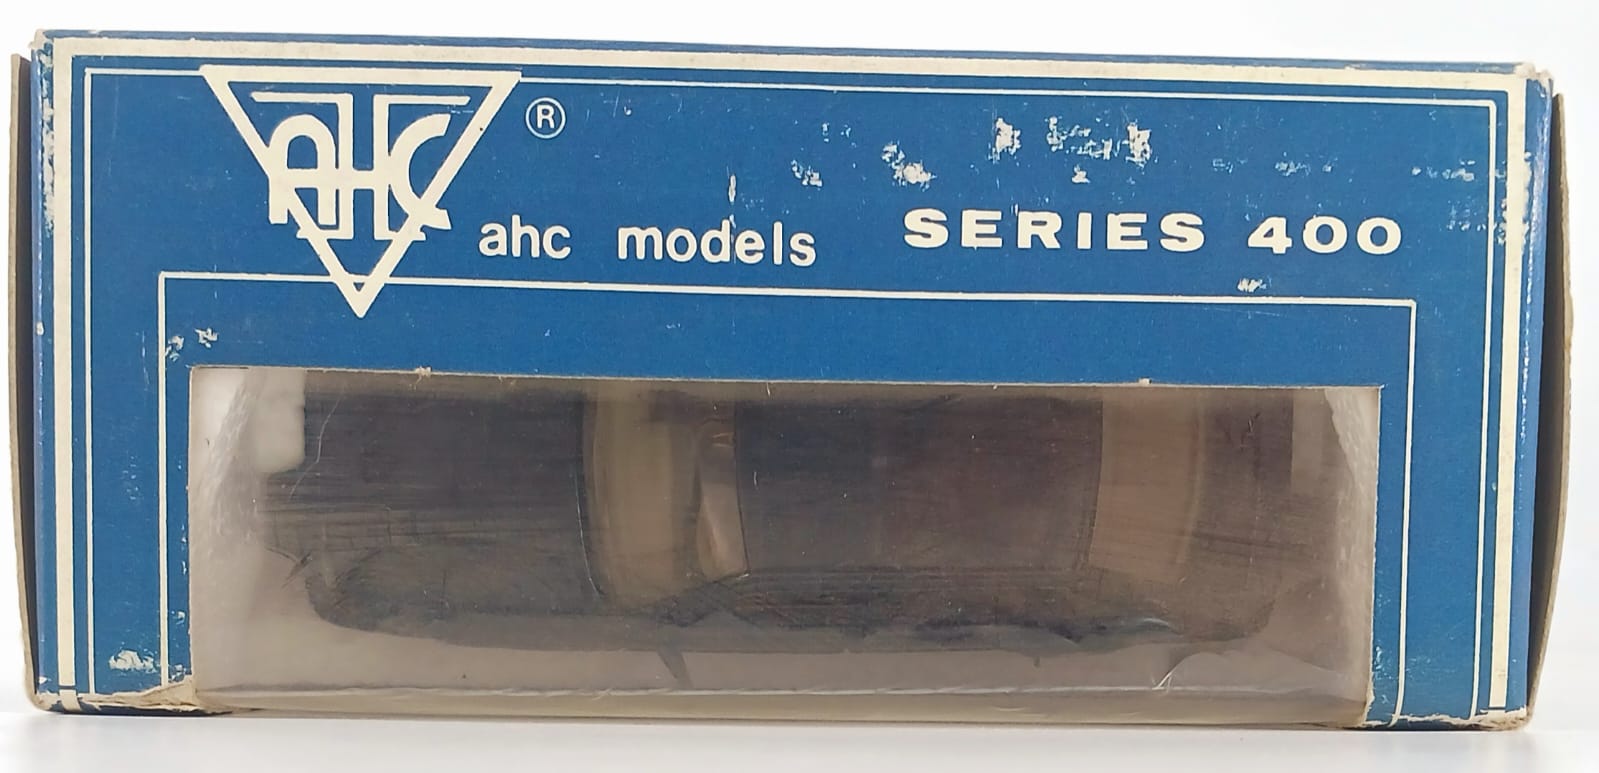 AHC ®
ahc models SERIES 400